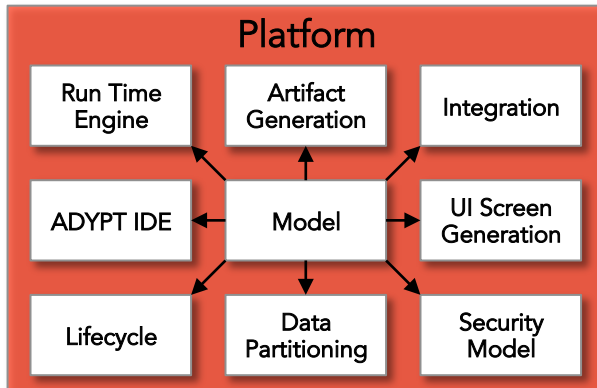 Platform
Run Time
Engine
Artifact
Generation
Integration
ADYPT IDE
Model
UI Screen
Generation
Lifecycle
Data
Partitioning
Security
Model